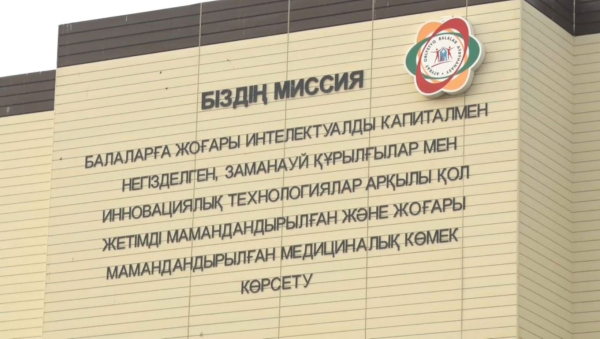 БІЗДІҢ МИССИЯ
БАЛАЛАРҒА ЖОҒАРЫ ИНТЕЛЕКТУАЛДЫ КАПИТАЛМЕН
НЕГІЗДЕЛГЕН, ЗАМАНАУЙ ҚҰРЫЛҒЫЛАР МЕН
ИННОВАЦИЯЛЫҚ ТЕХНОЛОГИЯЛАР АРҚЫЛЫ ҚОЛ
ЖЕТІМДІ МАМАНДАНДЫРЫЛҒАН ЖӘНЕ ЖОҒАРЫ
МАМАНДАНДЫРЫЛҒАН МЕДИЦИНАЛЫҚ КӨМЕК
КӨРСЕТУ